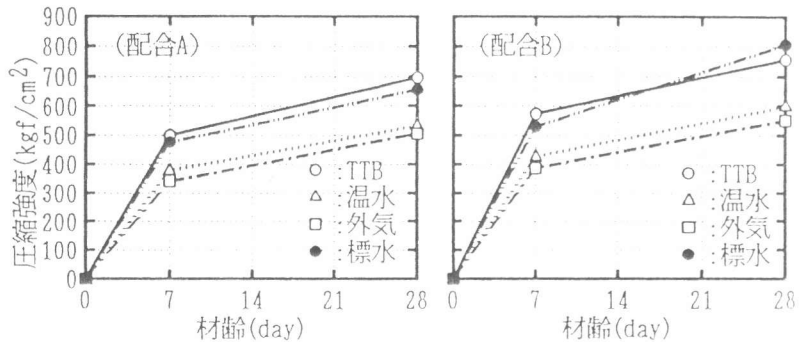 圧縮強度(kgf/cm²)
900
800
700
600
500
400
300
200
100
0
(配合A)
○:TTB
△:温水
□:外気
●:標水
0 7 14 21 28
材齢(day)
(配合B)
○:TTB
△:温水
□:外気
●:標水
0 7 14 21 28
材齢(day)